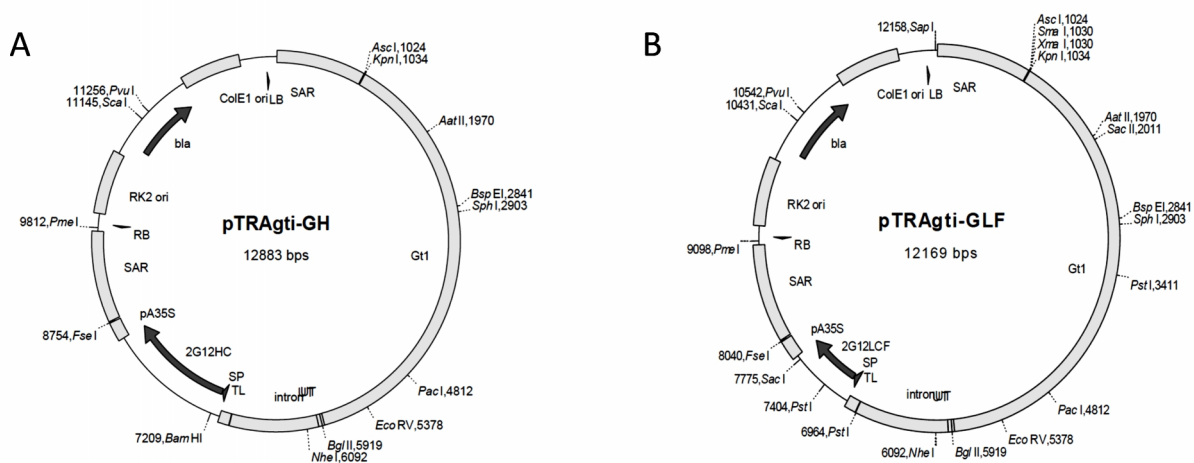 A
AscI,1024
KpnI,1034
11256,PvuI
11145,ScaI
ColE1 ori
LB
SAR
AatII,1970
bla
BspEI,2841
SphI,2903
RK2 ori
9812,PmeI
RB
pTRAgti-GH
12883 bps
Gt1
SAR
pA35S
8754,FseI
2G12HC
SP
TL
intron
PacI,4812
EcoRV,5378
7209,BamHI
BglII,5919
NheI,6092
B
12158,SapI
AscI,1024
SmaI,1030
XmaI,1030
KpnI,1034
10542,PvuI
10431,ScaI
ColE1 ori
LB
SAR
AatII,1970
SacII,2011
bla
BspEI,2841
SphI,2903
RK2 ori
9098,PmeI
RB
pTRAgti-GLF
12169 bps
Gt1
PstI,3411
SAR
pA35S
8040,FseI
2G12LCF
SP
TL
7775,SacI
intron
7404,PstI
PacI,4812
6964,PstI
EcoRV,5378
6092,NheI
BglII,5919